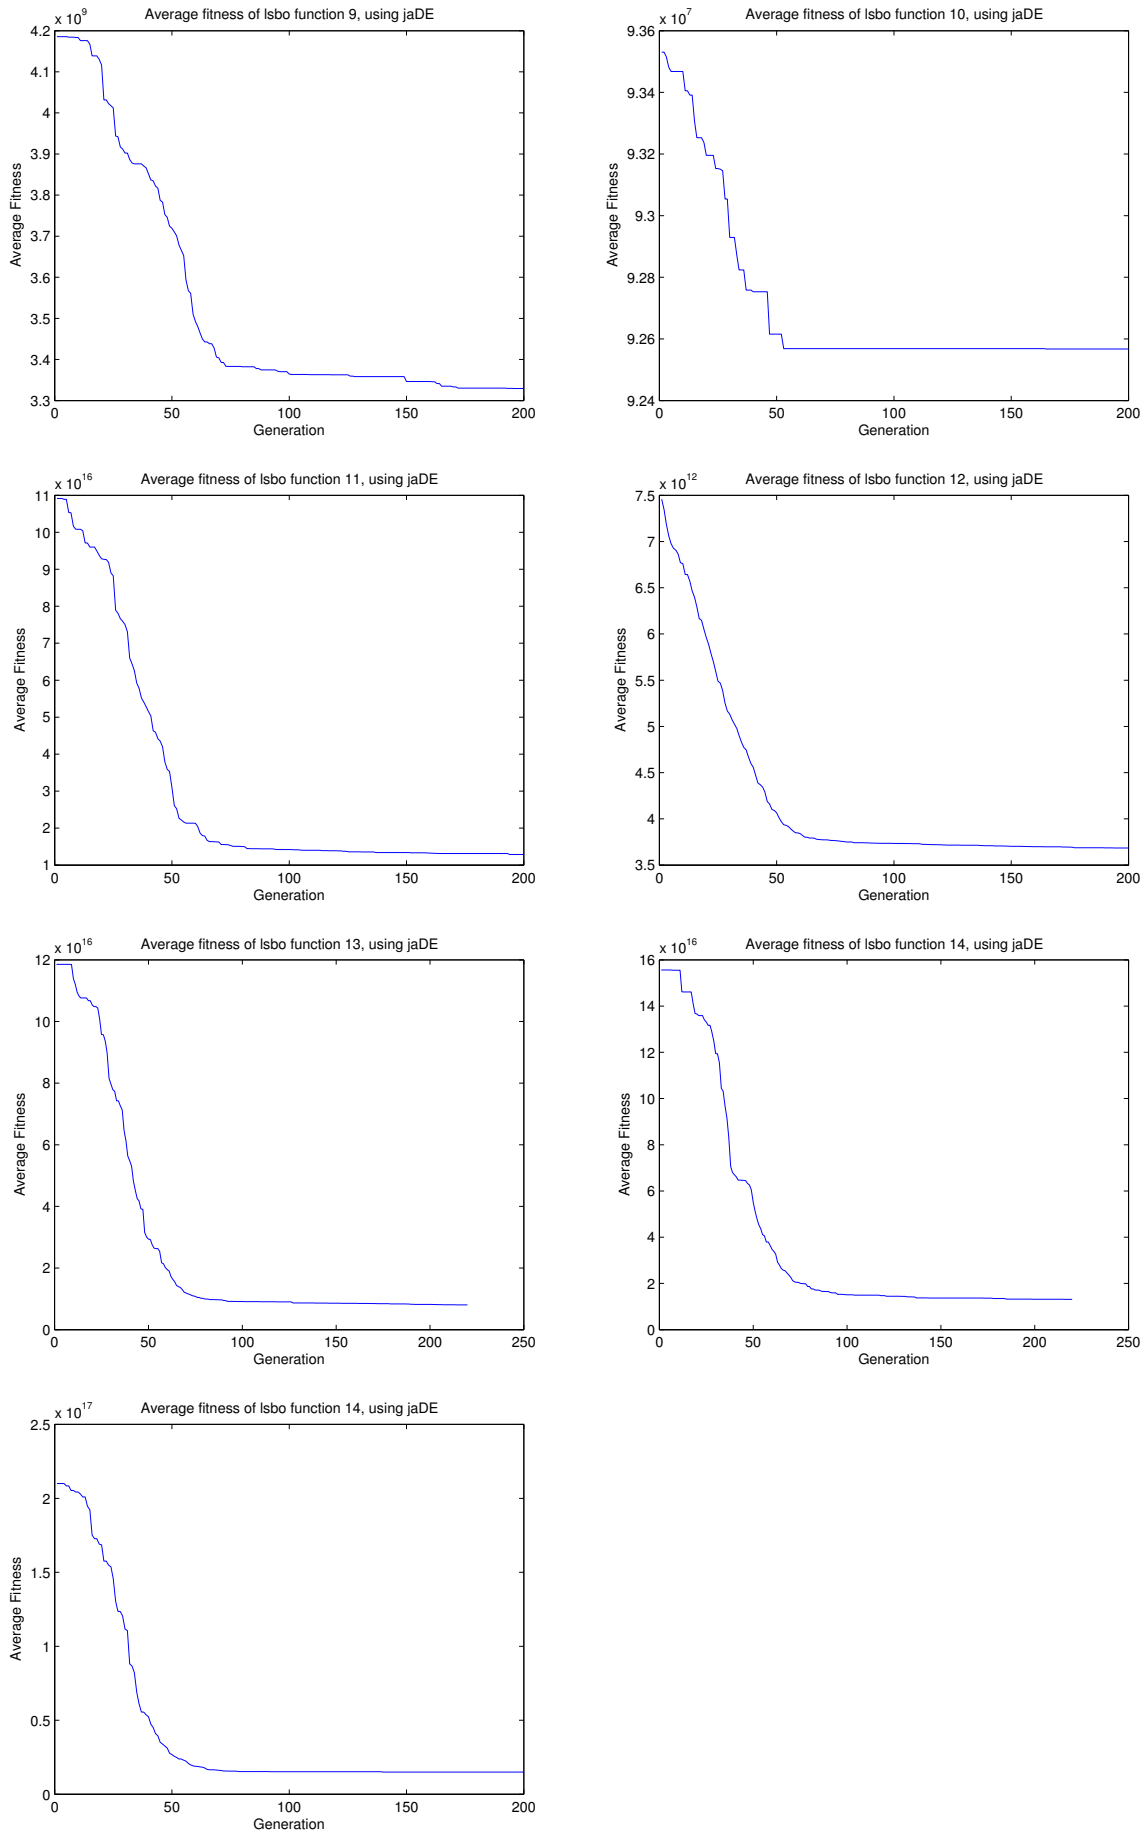 Average fitness of lsbo function 9, using jaDE
x 10^9
4.2
4.1
4
3.9
3.8
3.7
3.6
3.5
3.4
3.3
Average Fitness
0 50 100 150 200
Generation
Average fitness of lsbo function 10, using jaDE
x 10^7
9.36
9.34
9.32
9.3
9.28
9.26
9.24
Average Fitness
0 50 100 150 200
Generation
Average fitness of lsbo function 11, using jaDE
x 10^16
11
10
9
8
7
6
5
4
3
2
1
Average Fitness
0 50 100 150 200
Generation
Average fitness of lsbo function 12, using jaDE
x 10^12
7.5
7
6.5
6
5.5
5
4.5
4
3.5
Average Fitness
0 50 100 150 200
Generation
Average fitness of lsbo function 13, using jaDE
x 10^16
12
10
8
6
4
2
0
Average Fitness
0 50 100 150 200 250
Generation
Average fitness of lsbo function 14, using jaDE
x 10^16
16
14
12
10
8
6
4
2
0
Average Fitness
0 50 100 150 200 250
Generation
Average fitness of lsbo function 14, using jaDE
x 10^17
2.5
2
1.5
1
0.5
0
Average Fitness
0 50 100 150 200
Generation